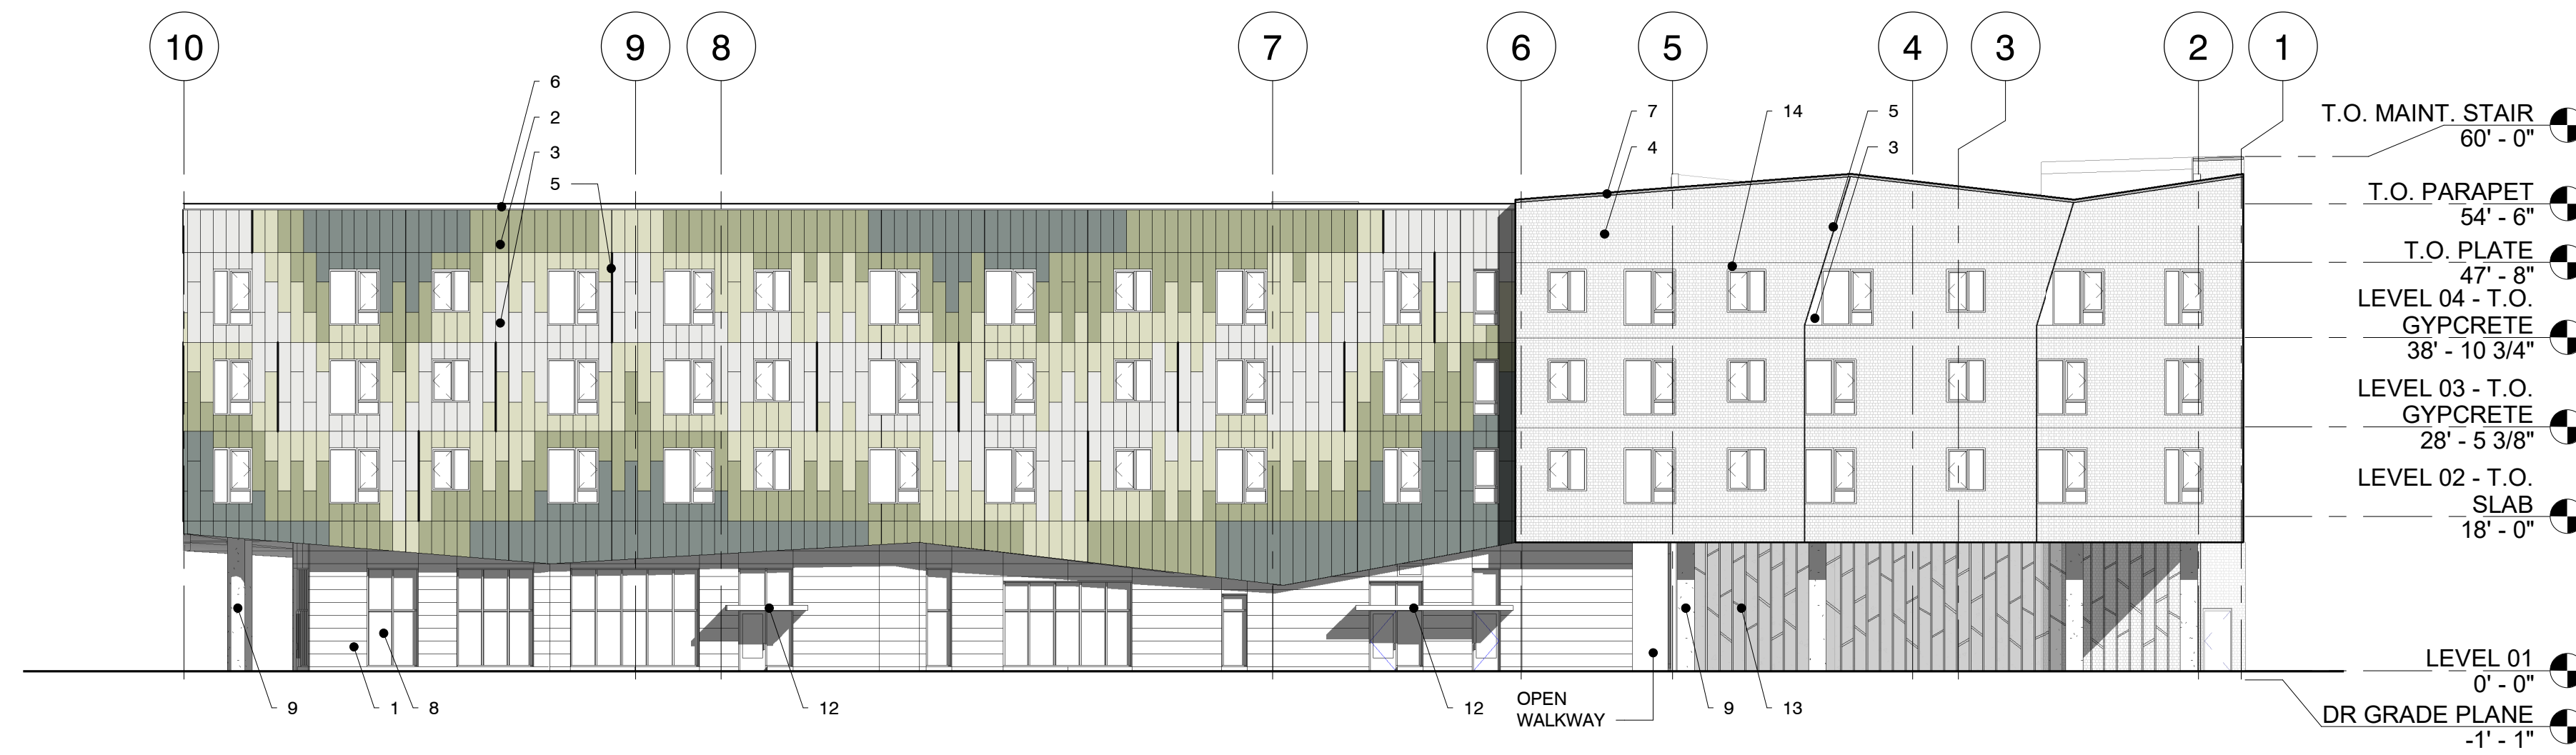 10
9
8
7
6
5
4
3
2
1
6
2
3
5
7
4
14
5
3
T.O. MAINT. STAIR
60' - 0"
T.O. PARAPET
54' - 6"
T.O. PLATE
47' - 8"
LEVEL 04 - T.O.
GYPCRETE
38' - 10 3/4"
LEVEL 03 - T.O.
GYPCRETE
28' - 5 3/8"
LEVEL 02 - T.O.
SLAB
18' - 0"
LEVEL 01
0' - 0"
DR GRADE PLANE
-1' - 1"
9
1
8
12
12
OPEN
WALKWAY
9
13